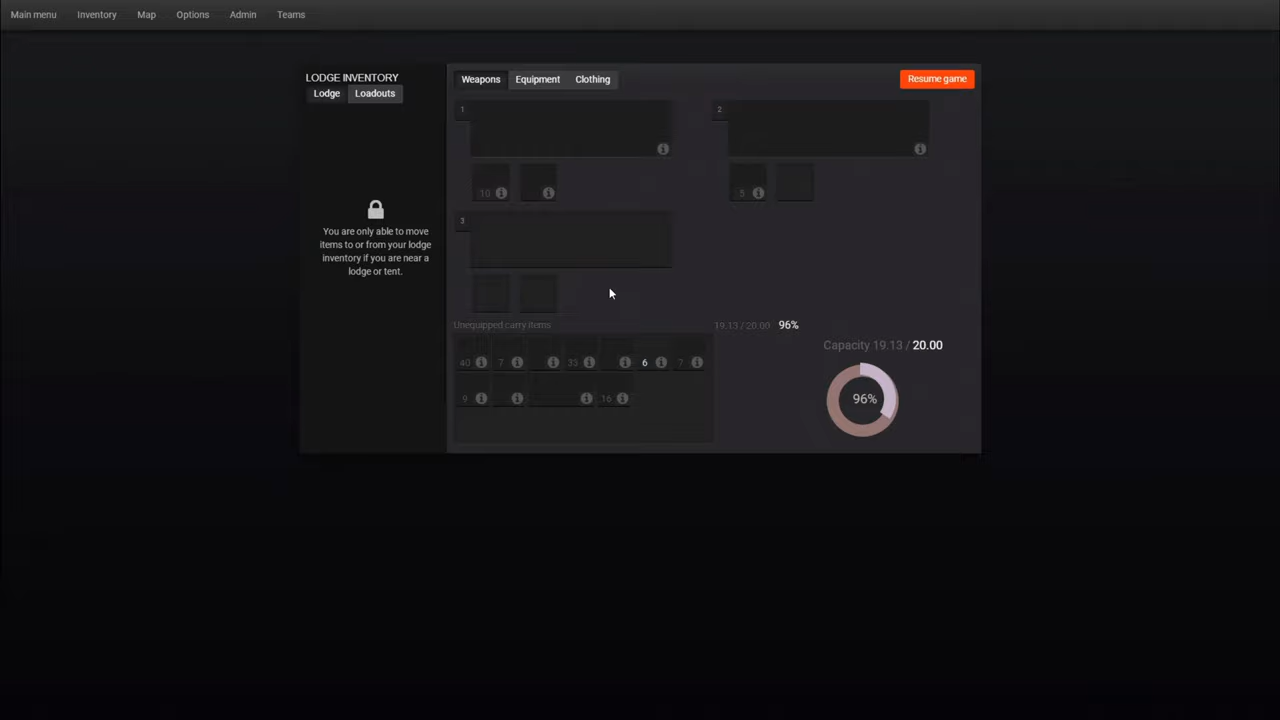 Main menu Inventory Map Options Admin Teams
LODGE INVENTORY
Lodge Loadouts
Weapons Equipment Clothing
Resume game
1
2
10
5
You are only able to move
items to or from your lodge
inventory if you are near a
lodge or tent.
3
Unequipped carry items
19.13 / 20.00 96%
Capacity 19.13 / 20.00
40 7 33 6 7
9 16
96%